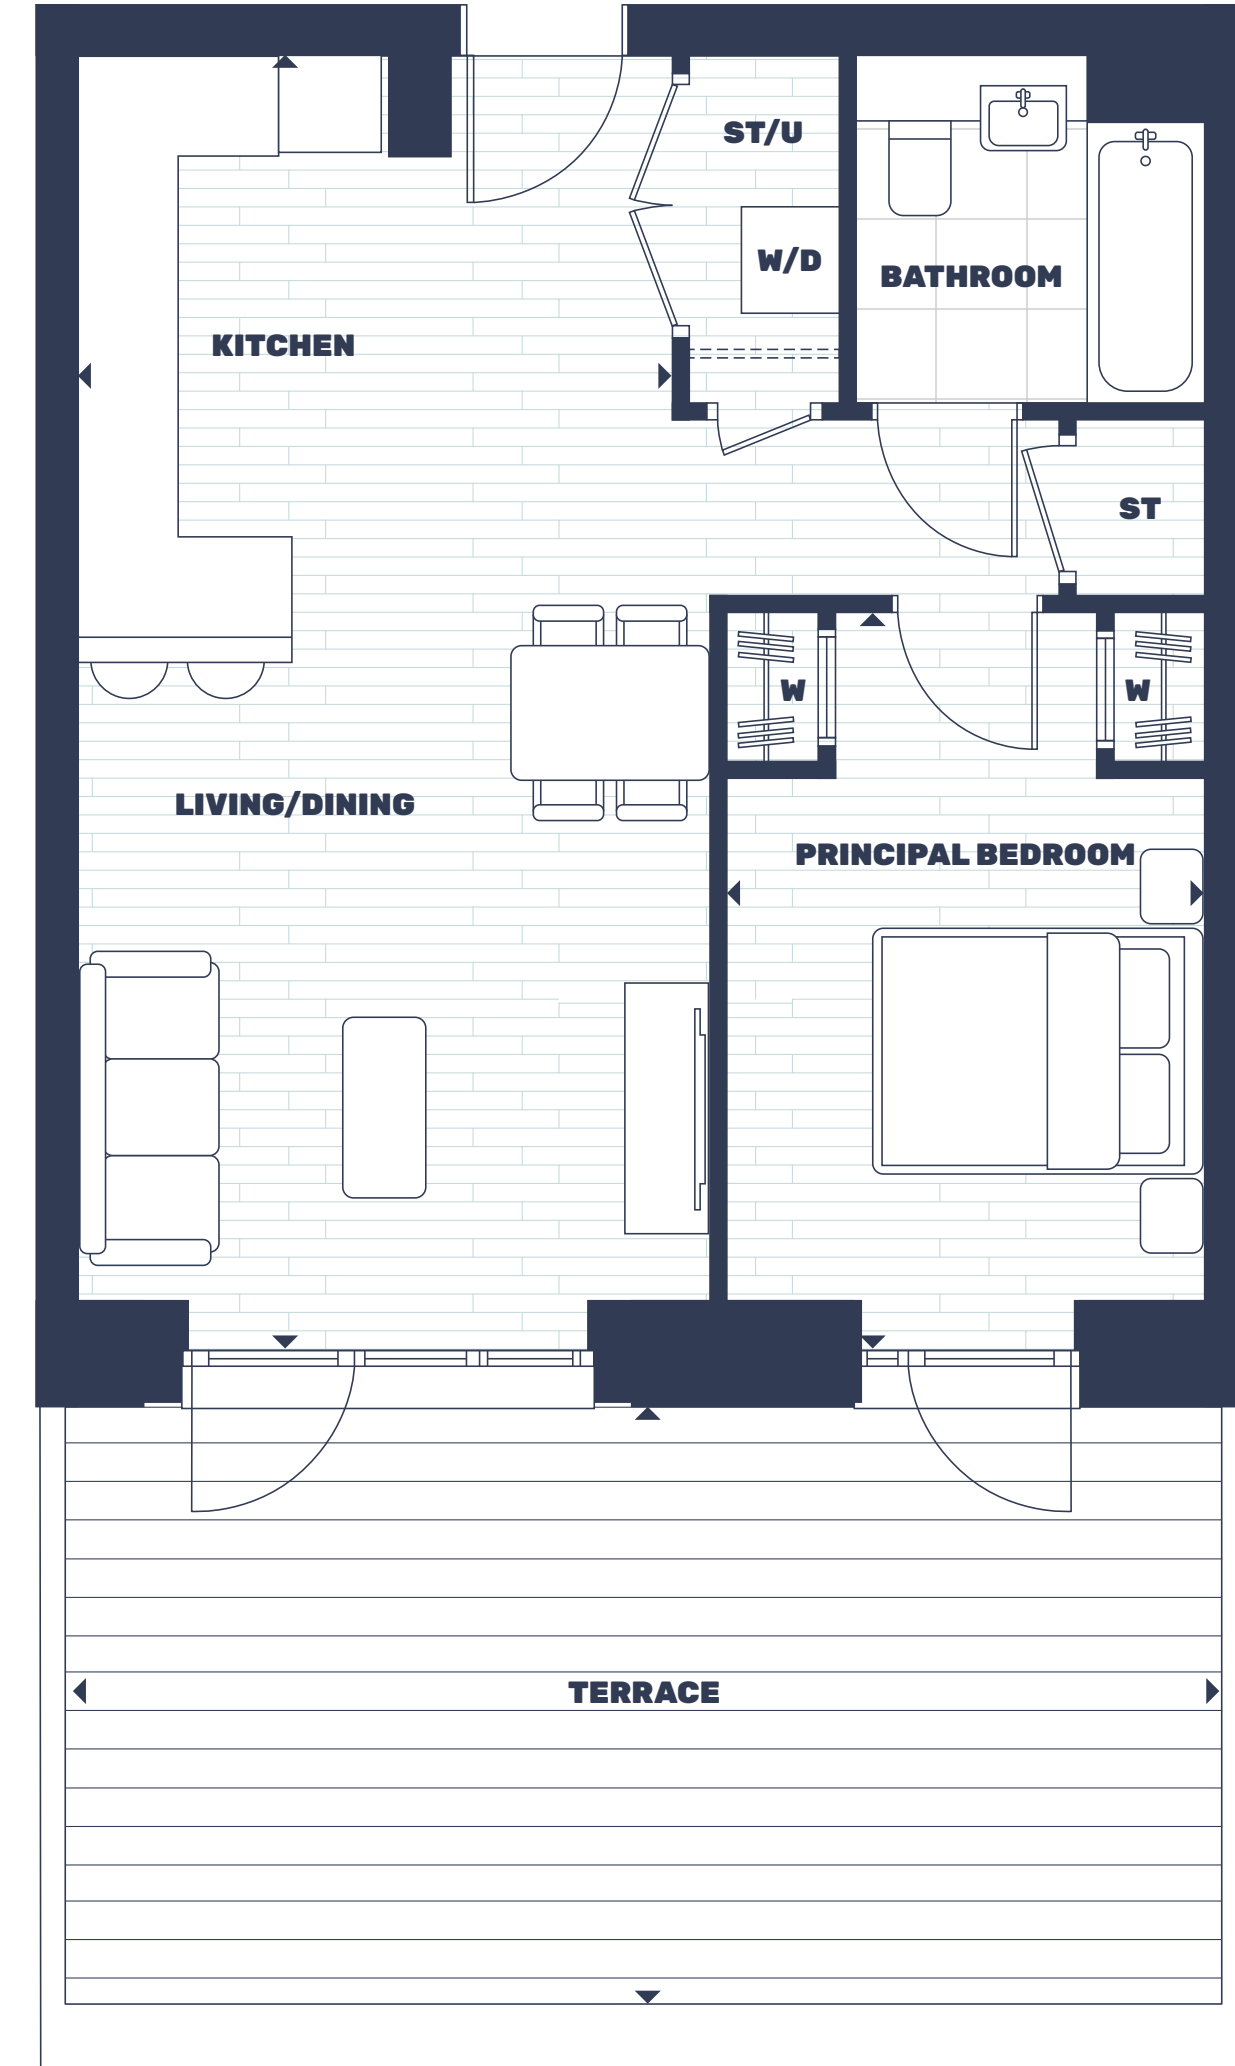 ST/U
W/D
BATHROOM
KITCHEN
ST
W
W
LIVING/DINING
PRINCIPAL BEDROOM
TERRACE